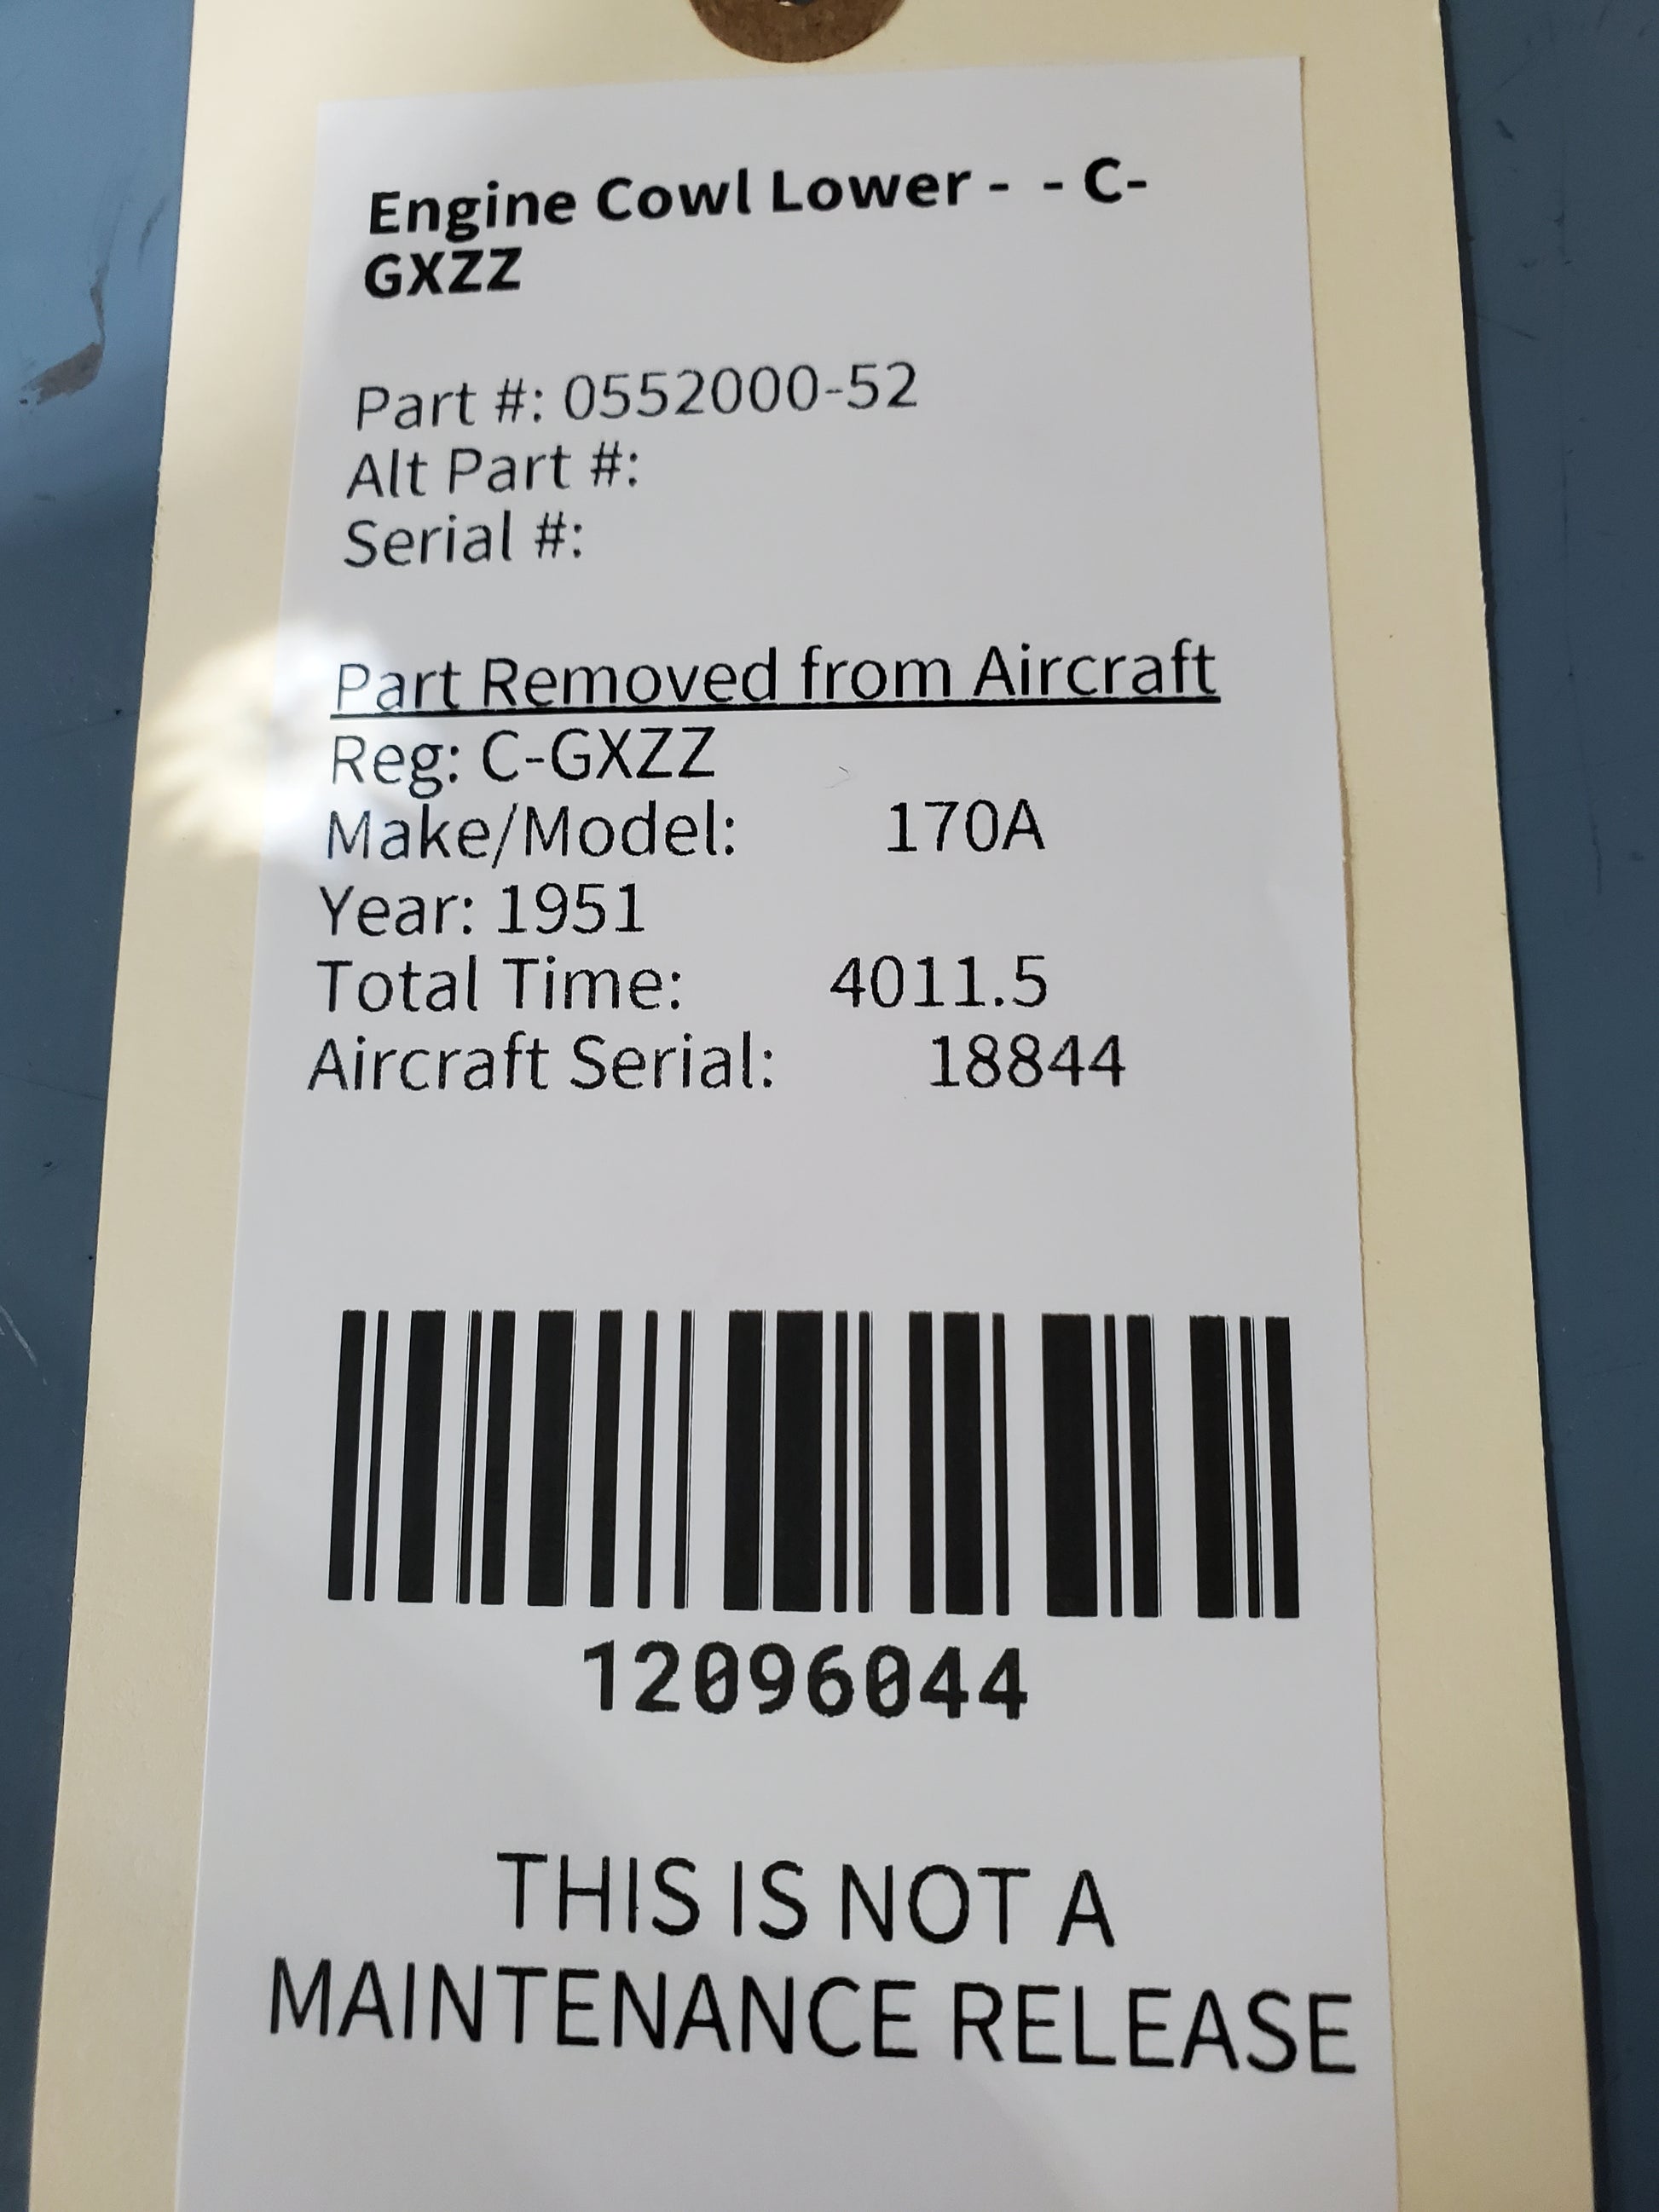 Engine Cowl Lower - - C-
GXZZ
Part #: 0552000-52
Alt Part #:
Serial #:
Part Removed from Aircraft
Reg: C-GXZZ
Make/Model: 170A
Year: 1951
Total Time: 4011.5
Aircraft Serial: 18844
12096044
THIS IS NOT A
MAINTENANCE RELEASE